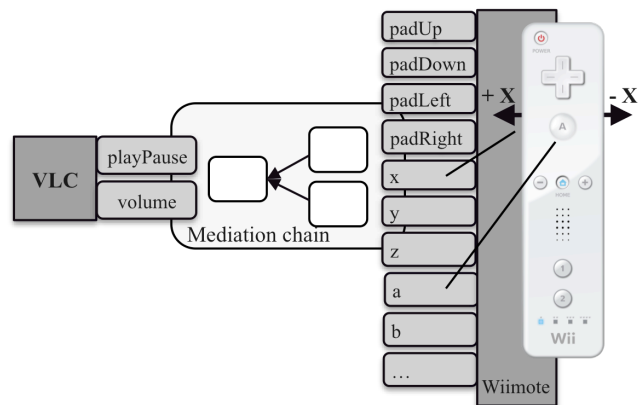 padUp
padDown
padLeft
padRight
x
y
z
a
b
...
VLC
playPause
volume
Mediation chain
Wiimote
+ X
- X
POWER
A
HOME
1
2
Wii